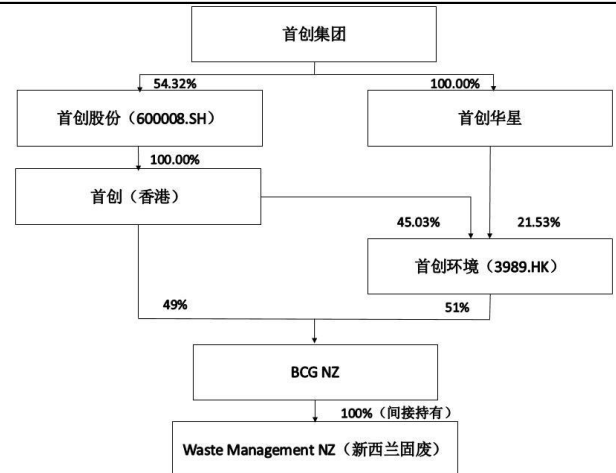 首创集团
54.32%
100.00%
首创股份（600008.SH）
首创华星
100.00%
首创（香港）
45.03%
21.53%
首创环境（3989.HK）
49%
51%
BCG NZ
100%（间接持有）
Waste Management NZ（新西兰固废）